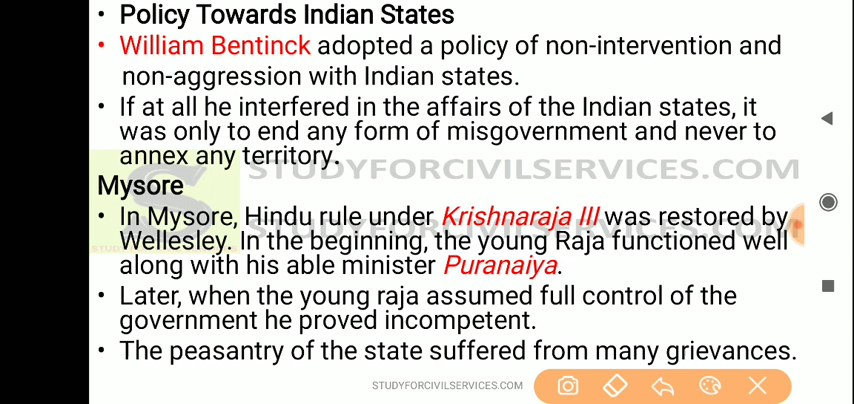 • Policy Towards Indian States
• William Bentinck adopted a policy of non-intervention and
non-aggression with Indian states.
• If at all he interfered in the affairs of the Indian states, it
was only to end any form of misgovernment and never to
annex any territory.
STUDYFORCIVILSERVICES.COM
Mysore
• In Mysore, Hindu rule under Krishnaraja III was restored by
Wellesley. In the beginning, the young Raja functioned well
along with his able minister Puranaiya.
• Later, when the young raja assumed full control of the
government he proved incompetent.
• The peasantry of the state suffered from many grievances.
STUDYFORCIVILSERVICES.COM